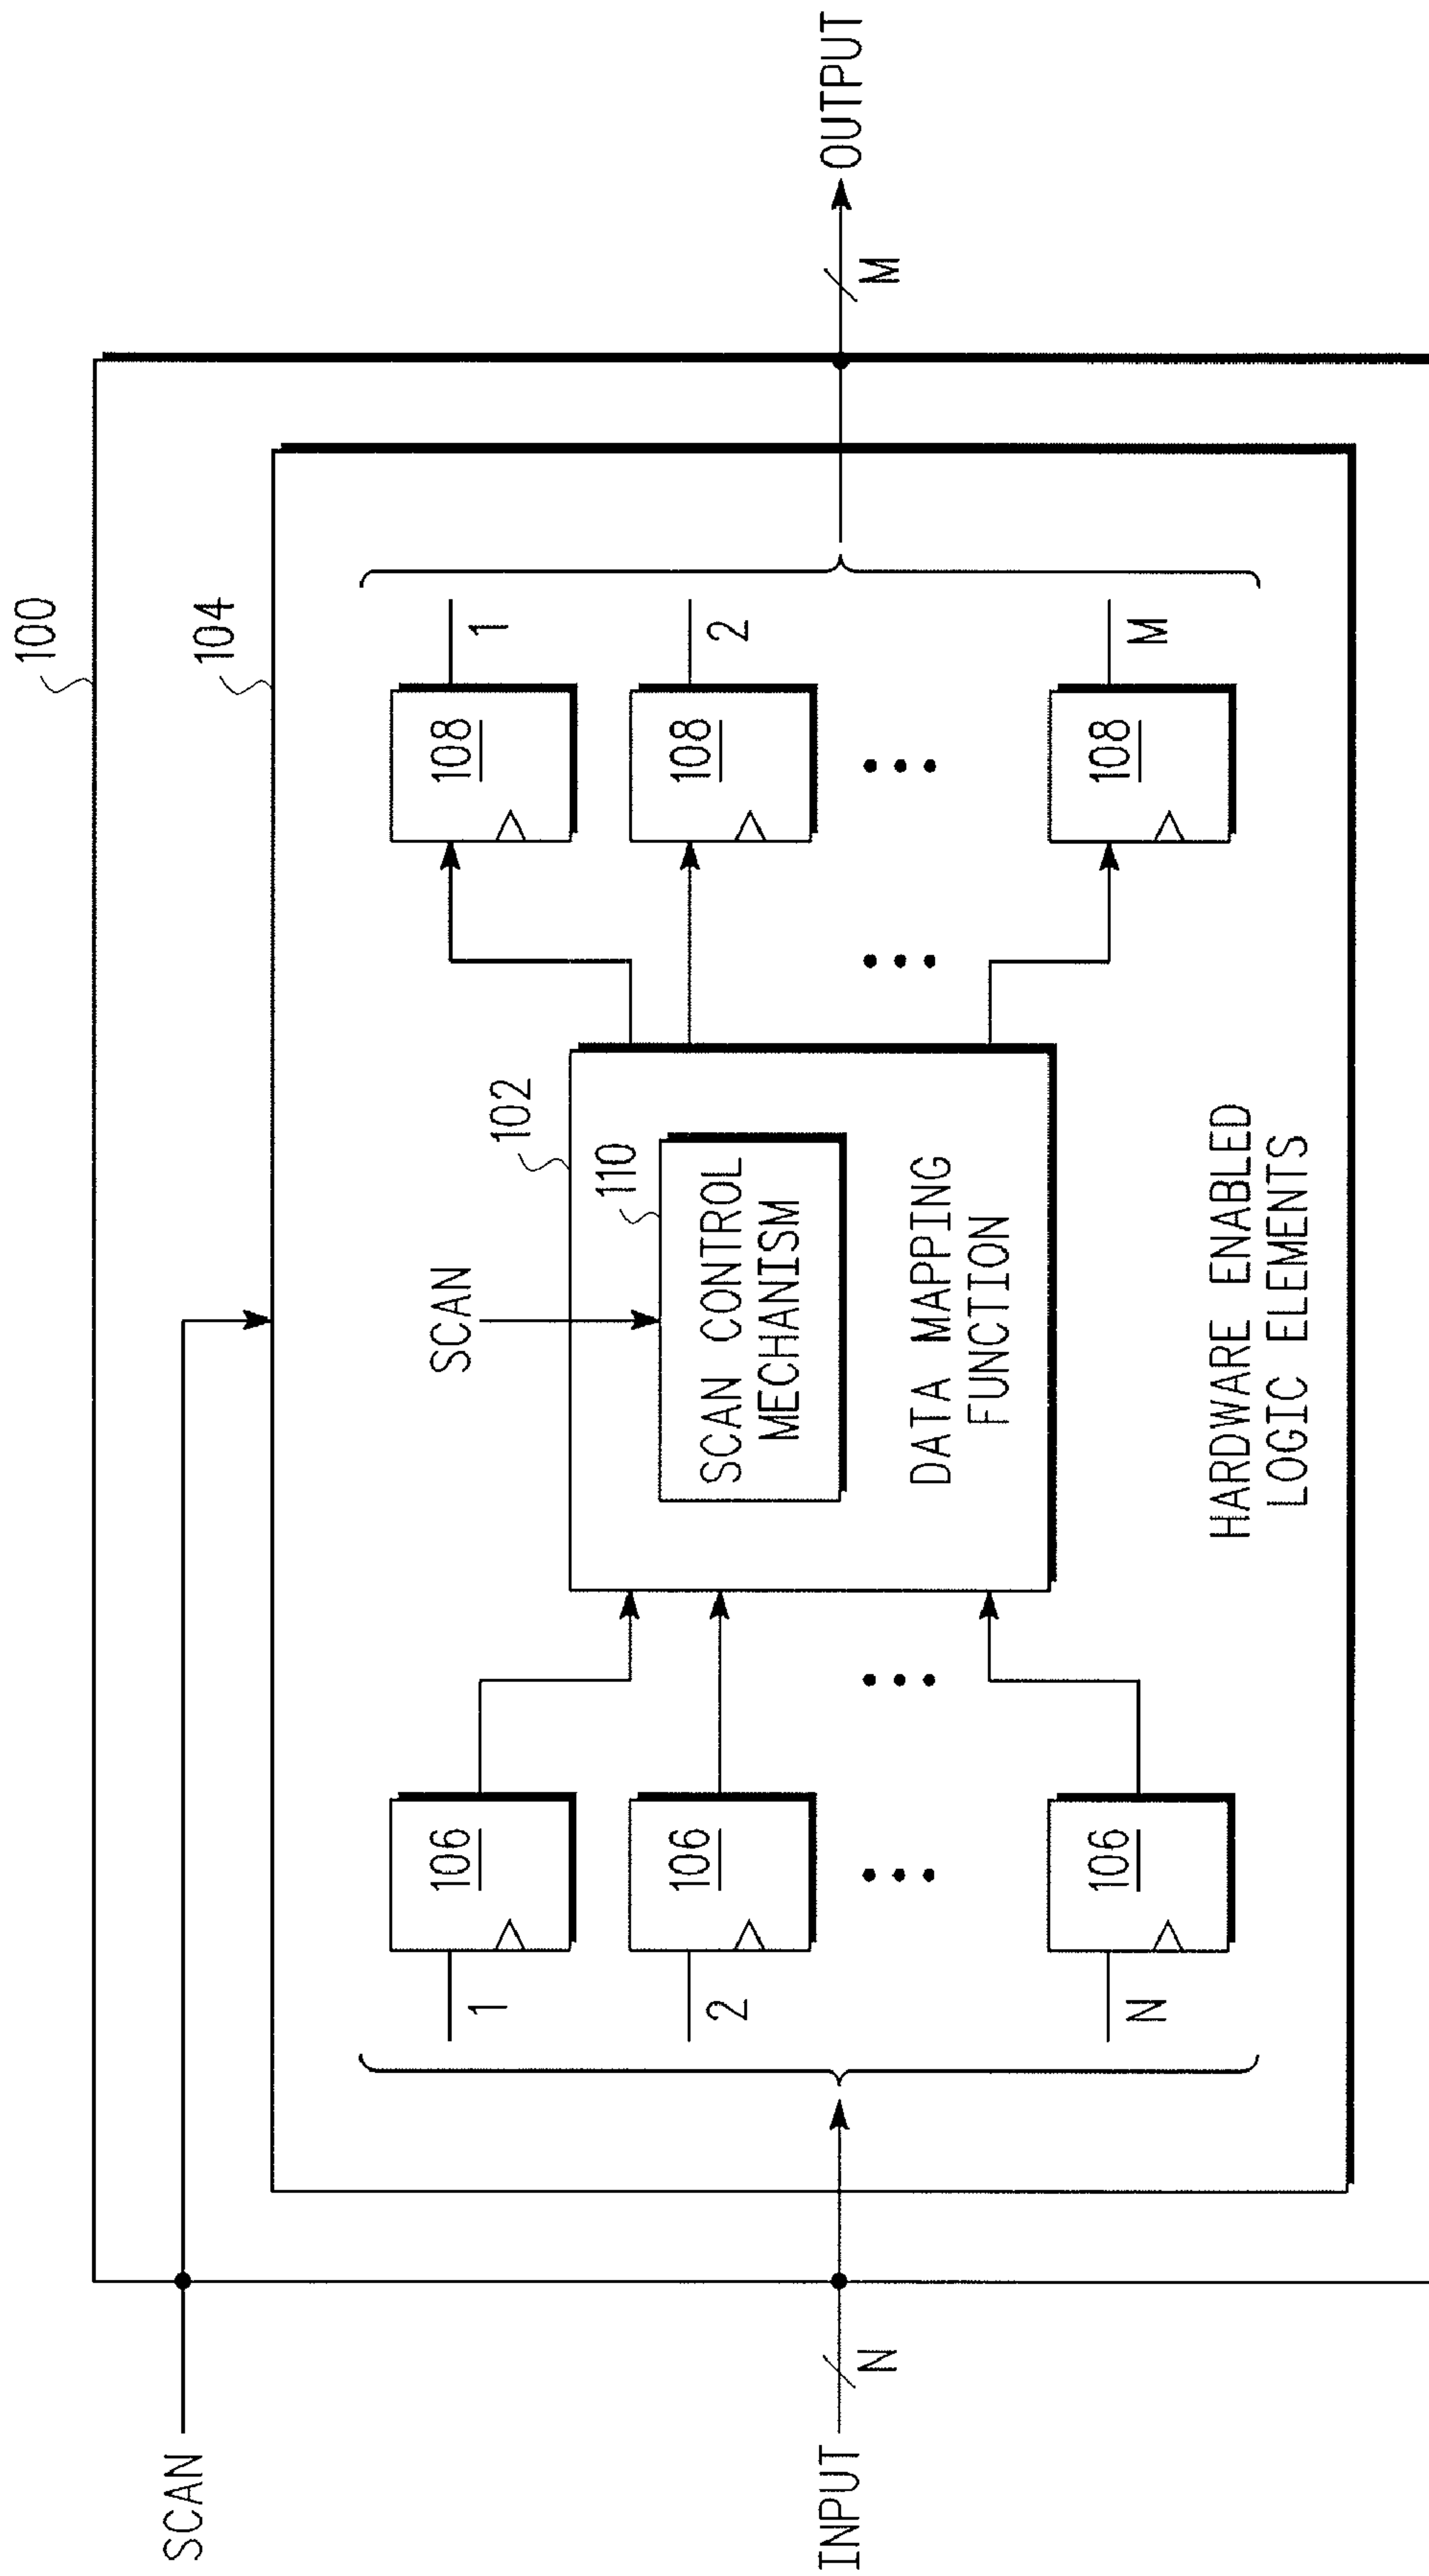 100
104
SCAN
102
110
SCAN
SCAN CONTROL
MECHANISM
DATA MAPPING
FUNCTION
1
106
2
106
N
106
108
1
108
2
108
M
INPUT
N
M
OUTPUT
HARDWARE ENABLED
LOGIC ELEMENTS